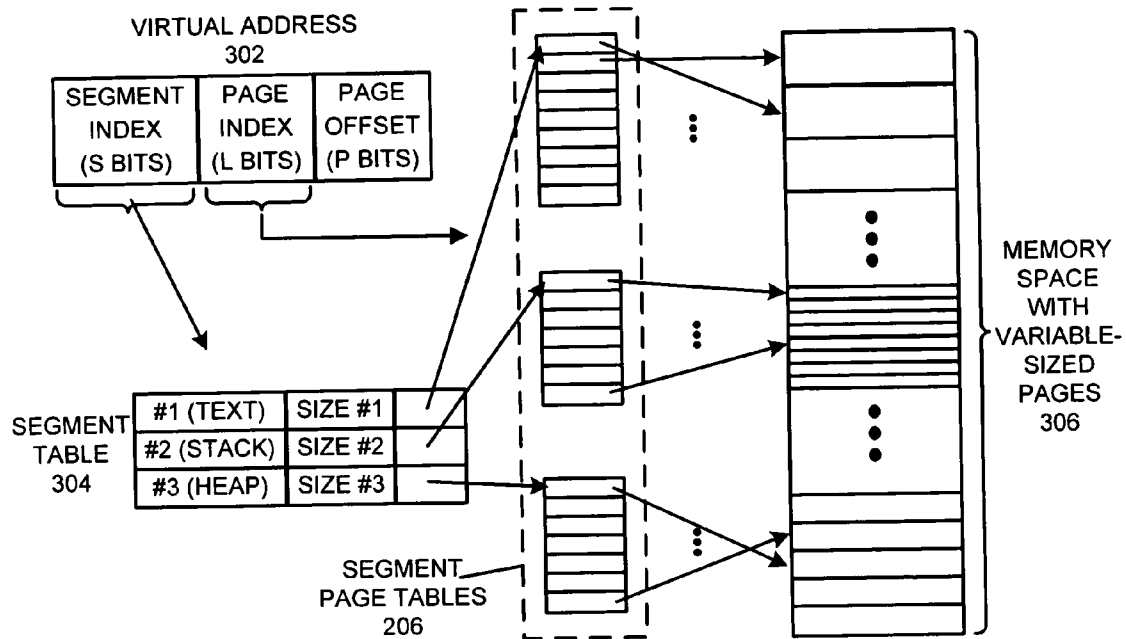 VIRTUAL ADDRESS
302
SEGMENT
INDEX
(S BITS)
PAGE
INDEX
(L BITS)
PAGE
OFFSET
(P BITS)
SEGMENT
TABLE
304
#1 (TEXT)
SIZE #1
#2 (STACK)
SIZE #2
#3 (HEAP)
SIZE #3
SEGMENT
PAGE TABLES
206
MEMORY
SPACE
WITH
VARIABLE-
SIZED
PAGES
306